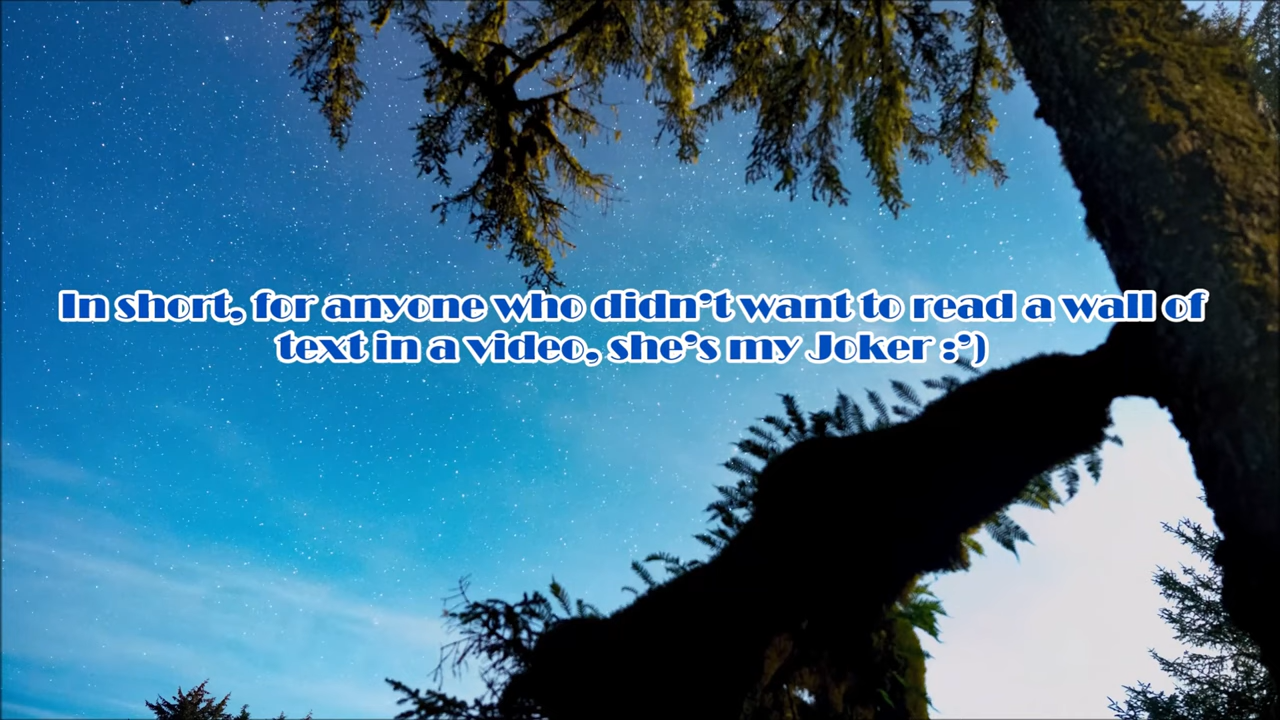 In short, for anyone who didn't want to read a wall of
text in a video, she's my Joker :')